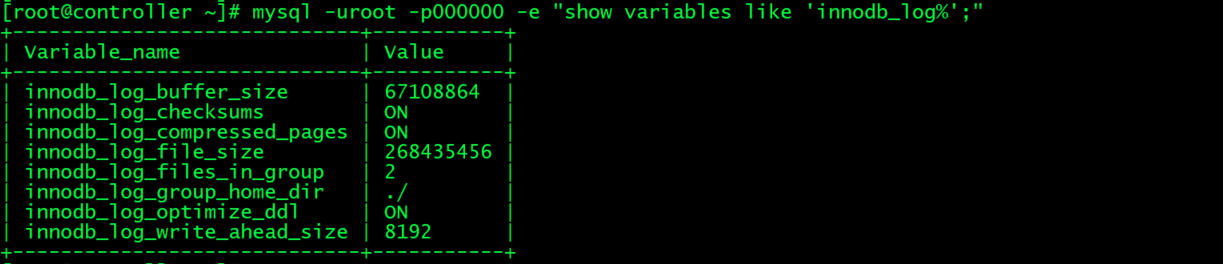 [root@controller ~]# mysql -uroot -p000000 -e "show variables like 'innodb_log%';"
+-----------------------------+-----------+
| Variable_name               | Value     |
+-----------------------------+-----------+
| innodb_log_buffer_size      | 67108864  |
| innodb_log_checksums        | ON        |
| innodb_log_compressed_pages | ON        |
| innodb_log_file_size        | 268435456 |
| innodb_log_files_in_group   | 2         |
| innodb_log_group_home_dir   | ./        |
| innodb_log_optimize_ddl     | ON        |
| innodb_log_write_ahead_size | 8192      |
+-----------------------------+-----------+